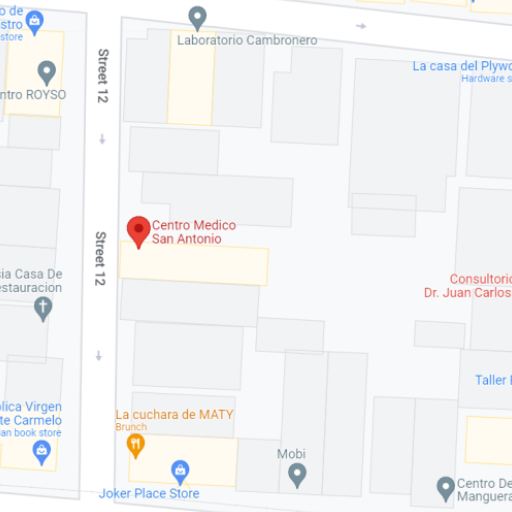 o de
stro
store
ntro ROYSO
Street 12
Laboratorio Cambronero
La casa del Plywo
Hardware s
Centro Medico
San Antonio
Street 12
sia Casa De
estauracion
Consultorio
Dr. Juan Carlos
Taller
olica Virgen
te Carmelo
an book store
La cuchara de MATY
Brunch
Joker Place Store
Mobi
Centro De
Manguera